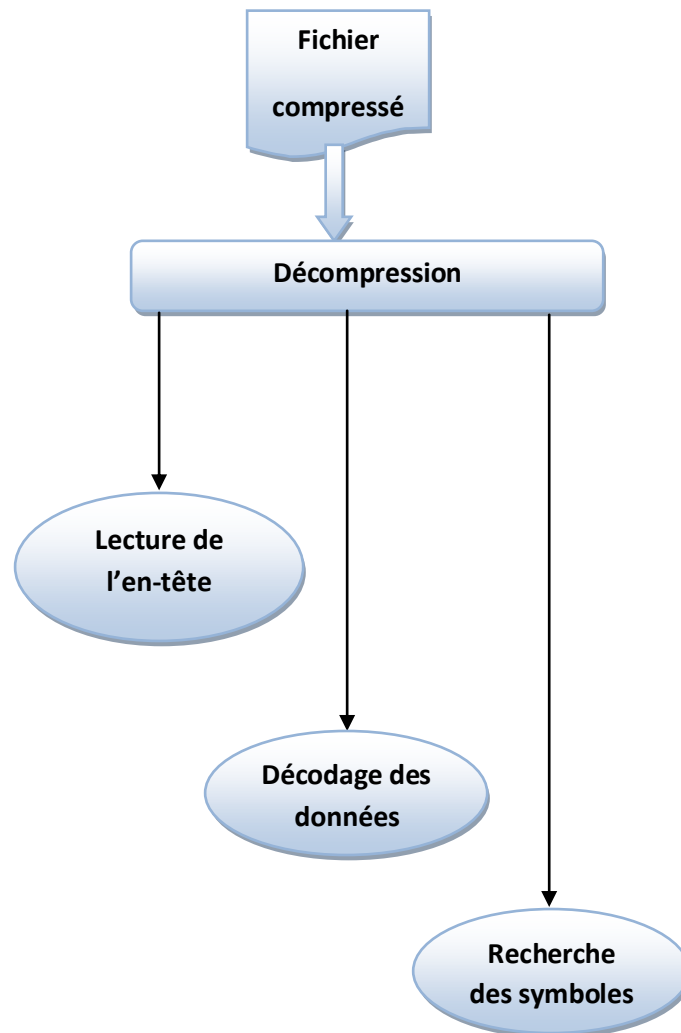 Fichier
compressé
Décompression
Lecture de
l’en-tête
Décodage des
données
Recherche
des symboles